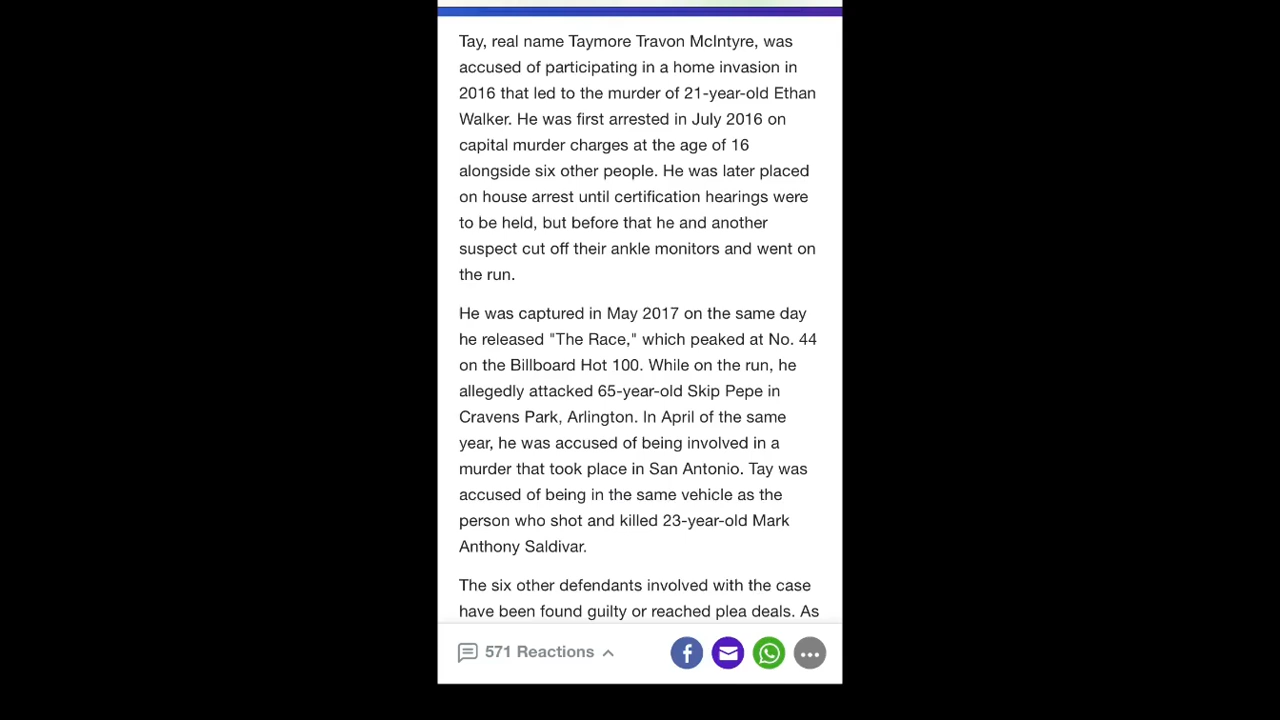 Tay, real name Taymore Travon McIntyre, was
accused of participating in a home invasion in
2016 that led to the murder of 21-year-old Ethan
Walker. He was first arrested in July 2016 on
capital murder charges at the age of 16
alongside six other people. He was later placed
on house arrest until certification hearings were
to be held, but before that he and another
suspect cut off their ankle monitors and went on
the run.
He was captured in May 2017 on the same day
he released "The Race," which peaked at No. 44
on the Billboard Hot 100. While on the run, he
allegedly attacked 65-year-old Skip Pepe in
Cravens Park, Arlington. In April of the same
year, he was accused of being involved in a
murder that took place in San Antonio. Tay was
accused of being in the same vehicle as the
person who shot and killed 23-year-old Mark
Anthony Saldivar.
The six other defendants involved with the case
have been found guilty or reached plea deals. As
571 Reactions